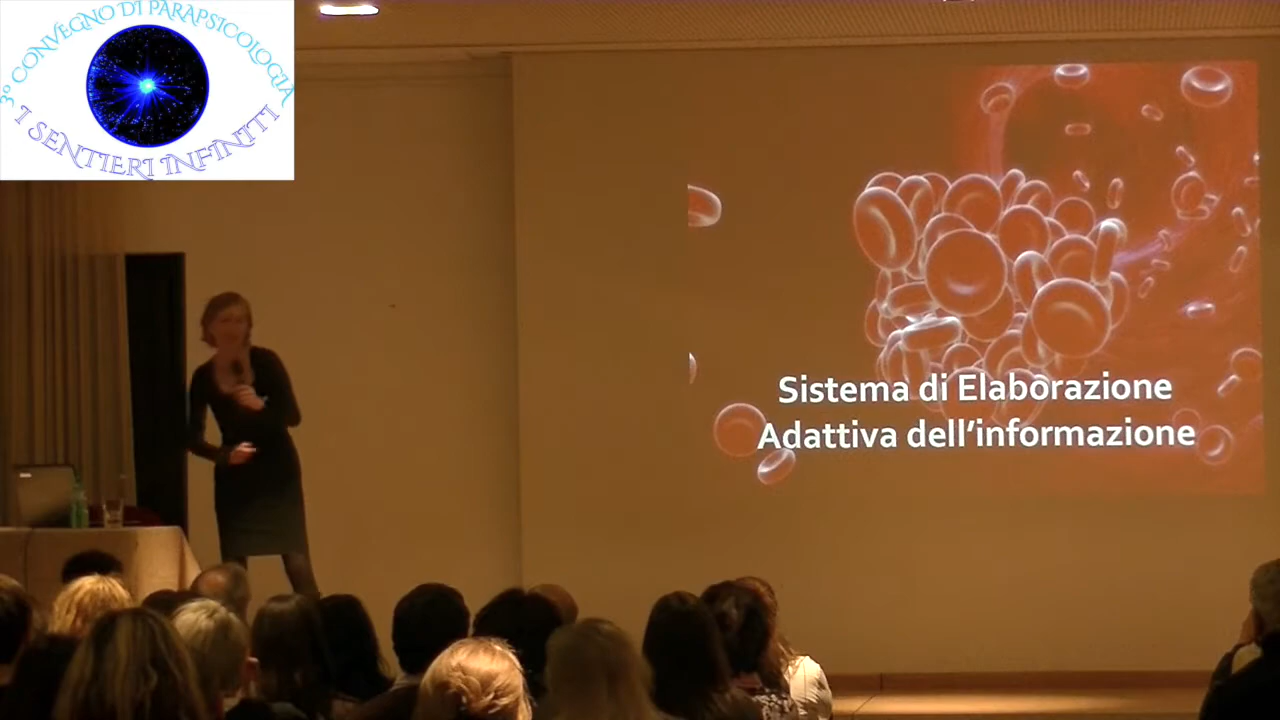 3° CONVEGNO DI PARAPSICOLOGIA
I SENTIERI INFINITI
Sistema di Elaborazione
Adattiva dell'informazione